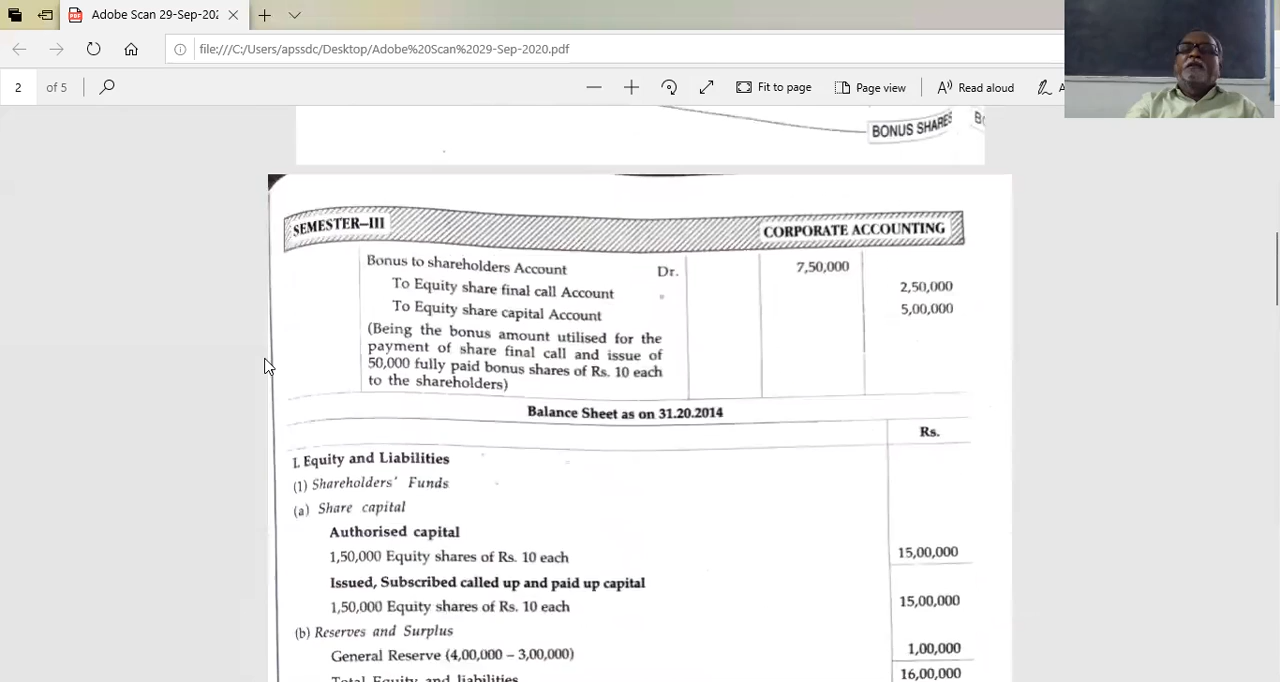 Adobe Scan 29-Sep-202
file:///C:/Users/apssdc/Desktop/Adobe%20Scan%2029-Sep-2020.pdf
2 of 5 Fit to page Page view Read aloud
BONUS SHARES
SEMESTER–III CORPORATE ACCOUNTING
Bonus to shareholders Account Dr. 7,50,000
To Equity share final call Account 2,50,000
To Equity share capital Account 5,00,000
(Being the bonus amount utilised for the
payment of share final call and issue of
50,000 fully paid bonus shares of Rs. 10 each
to the shareholders)
Balance Sheet as on 31.20.2014
Rs.
I. Equity and Liabilities
(1) Shareholders' Funds
(a) Share capital
Authorised capital
1,50,000 Equity shares of Rs. 10 each 15,00,000
Issued, Subscribed called up and paid up capital
1,50,000 Equity shares of Rs. 10 each 15,00,000
(b) Reserves and Surplus
General Reserve (4,00,000 – 3,00,000) 1,00,000
Total Equity and liabilities 16,00,000